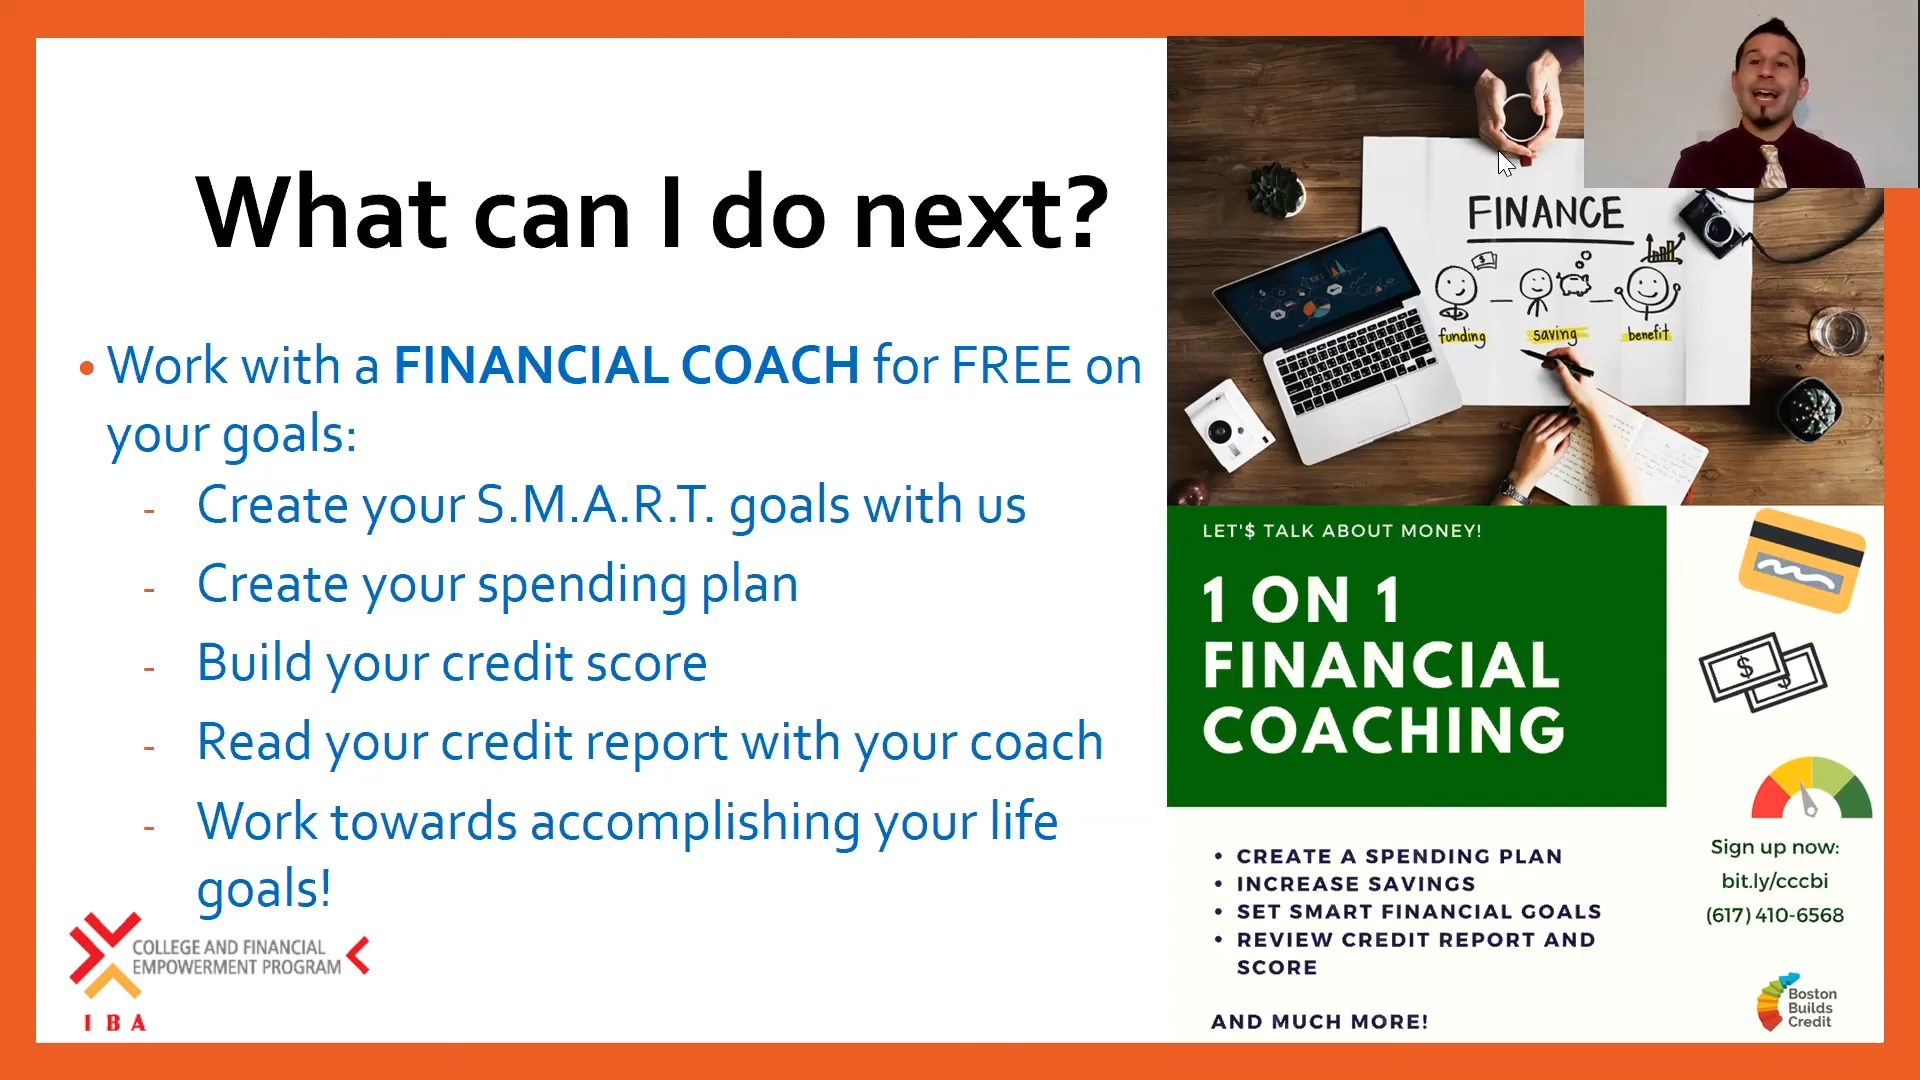 What can I do next?
• Work with a FINANCIAL COACH for FREE on
your goals:
- Create your S.M.A.R.T. goals with us
- Create your spending plan
- Build your credit score
- Read your credit report with your coach
- Work towards accomplishing your life
goals!
COLLEGE AND FINANCIAL
EMPOWERMENT PROGRAM
IBA
FINANCE
funding
saving
benefit
LET'$ TALK ABOUT MONEY!
1 ON 1
FINANCIAL
COACHING
• CREATE A SPENDING PLAN
• INCREASE SAVINGS
• SET SMART FINANCIAL GOALS
• REVIEW CREDIT REPORT AND
SCORE
AND MUCH MORE!
Sign up now:
bit.ly/cccbi
(617) 410-6568
Boston
Builds
Credit